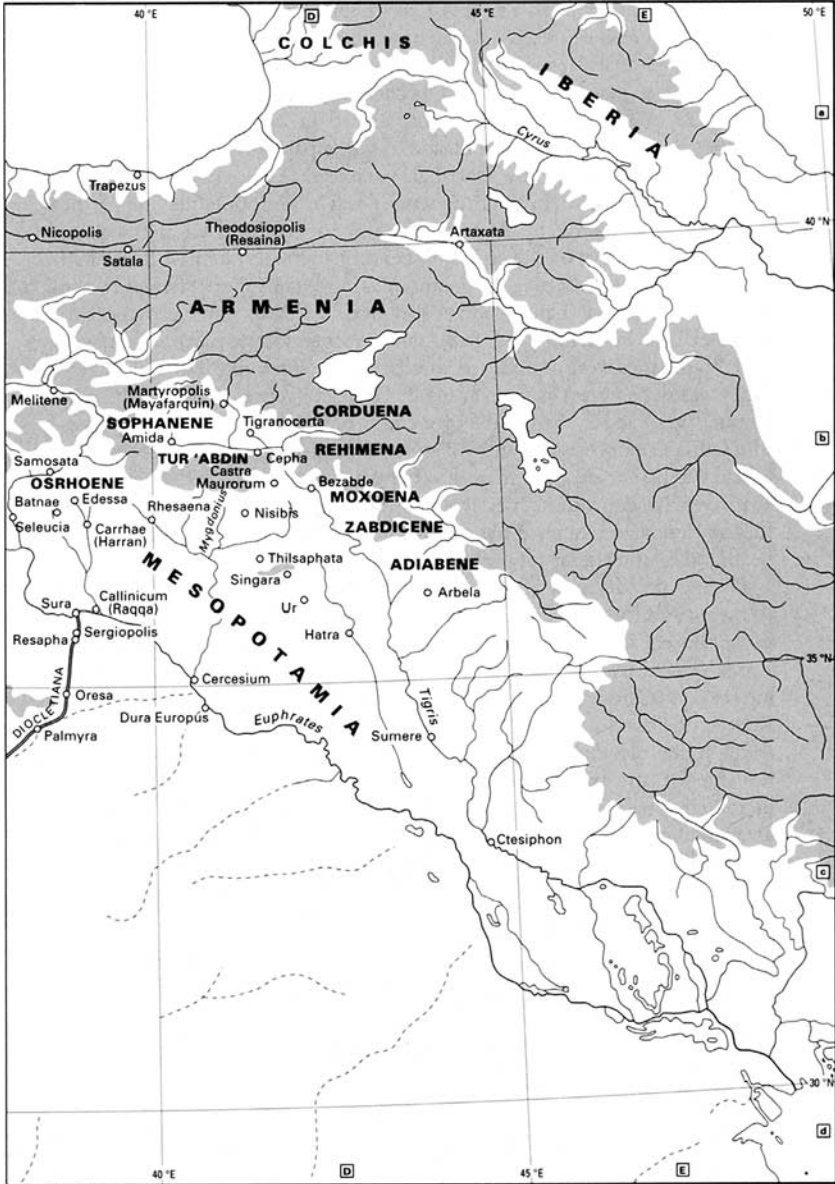 40 °E
D
45 °E
E
50 °E
COLCHIS
IBERIA
a
Cyrus
Trapezus
Nicopolis
Satala
Theodosiopolis
(Resaina)
Artaxata
40 °N
ARMENIA
Melitene
Martyropolis
(Mayafarquin)
SOPHANENE
Amida
Tigranocerta
CORDUENA
b
TUR 'ABDIN
Cepha
REHIMENA
Samosata
Castra
Maurorum
Bezabde
MOXOENA
OSRHOENE
Batnae
Edessa
Rhesaena
Mygdonius
Nisibis
ZABDICENE
Seleucia
Carrhae
(Harran)
Thilsaphata
ADIABENE
MESOPOTAMIA
Singara
Arbela
Ur
Callinicum
(Raqqa)
Sura
Hatra
Resapha
Sergiopolis
35 °N
DIOCLETIANA
Oresa
Cercesium
Tigris
Dura Europús
Euphrates
Palmyra
Sumere
Ctesiphon
c
30 °N
d
40 °E
D
45 °E
E